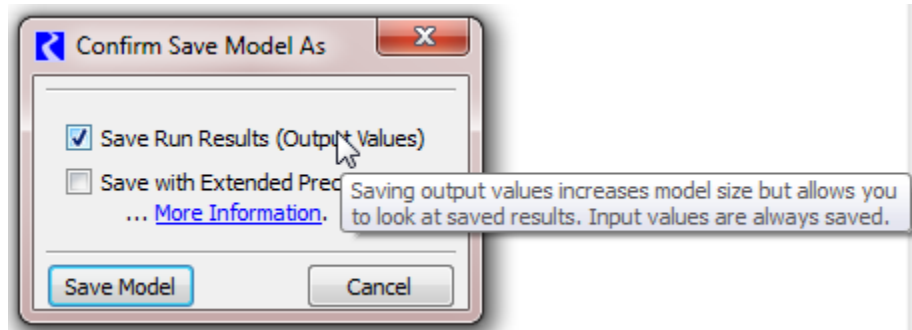 Confirm Save Model As
Save Run Results (Output Values)
Save with Extended Prec
... More Information.
Saving output values increases model size but allows you
to look at saved results. Input values are always saved.
Save Model
Cancel